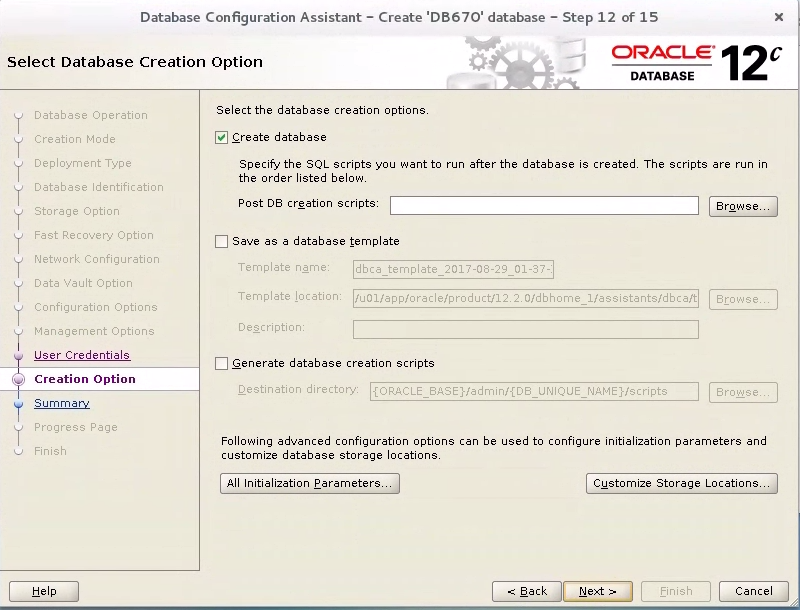 Database Configuration Assistant – Create 'DB670' database – Step 12 of 15
Select Database Creation Option
ORACLE
DATABASE
12c
Database Operation
Creation Mode
Deployment Type
Database Identification
Storage Option
Fast Recovery Option
Network Configuration
Data Vault Option
Configuration Options
Management Options
User Credentials
Creation Option
Summary
Progress Page
Finish
Select the database creation options.
Create database
Specify the SQL scripts you want to run after the database is created. The scripts are run in
the order listed below.
Post DB creation scripts:
Browse...
Save as a database template
Template name:
dbca_template_2017-08-29_01-37-
Template location:
/u01/app/oracle/product/12.2.0/dbhome_1/assistants/dbca/t
Browse...
Description:
Generate database creation scripts
Destination directory:
{ORACLE_BASE}/admin/{DB_UNIQUE_NAME}/scripts
Browse...
Following advanced configuration options can be used to configure initialization parameters and
customize database storage locations.
All Initialization Parameters...
Customize Storage Locations...
Help
< Back
Next >
Finish
Cancel